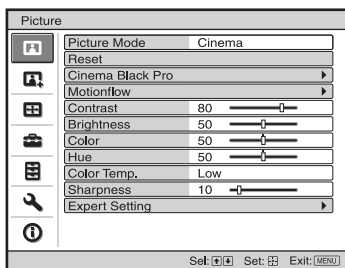 Picture
Picture Mode Cinema
Reset
Cinema Black Pro
Motionflow
Contrast 80
Brightness 50
Color 50
Hue 50
Color Temp. Low
Sharpness 10
Expert Setting
Sel: Set: Exit: MENU